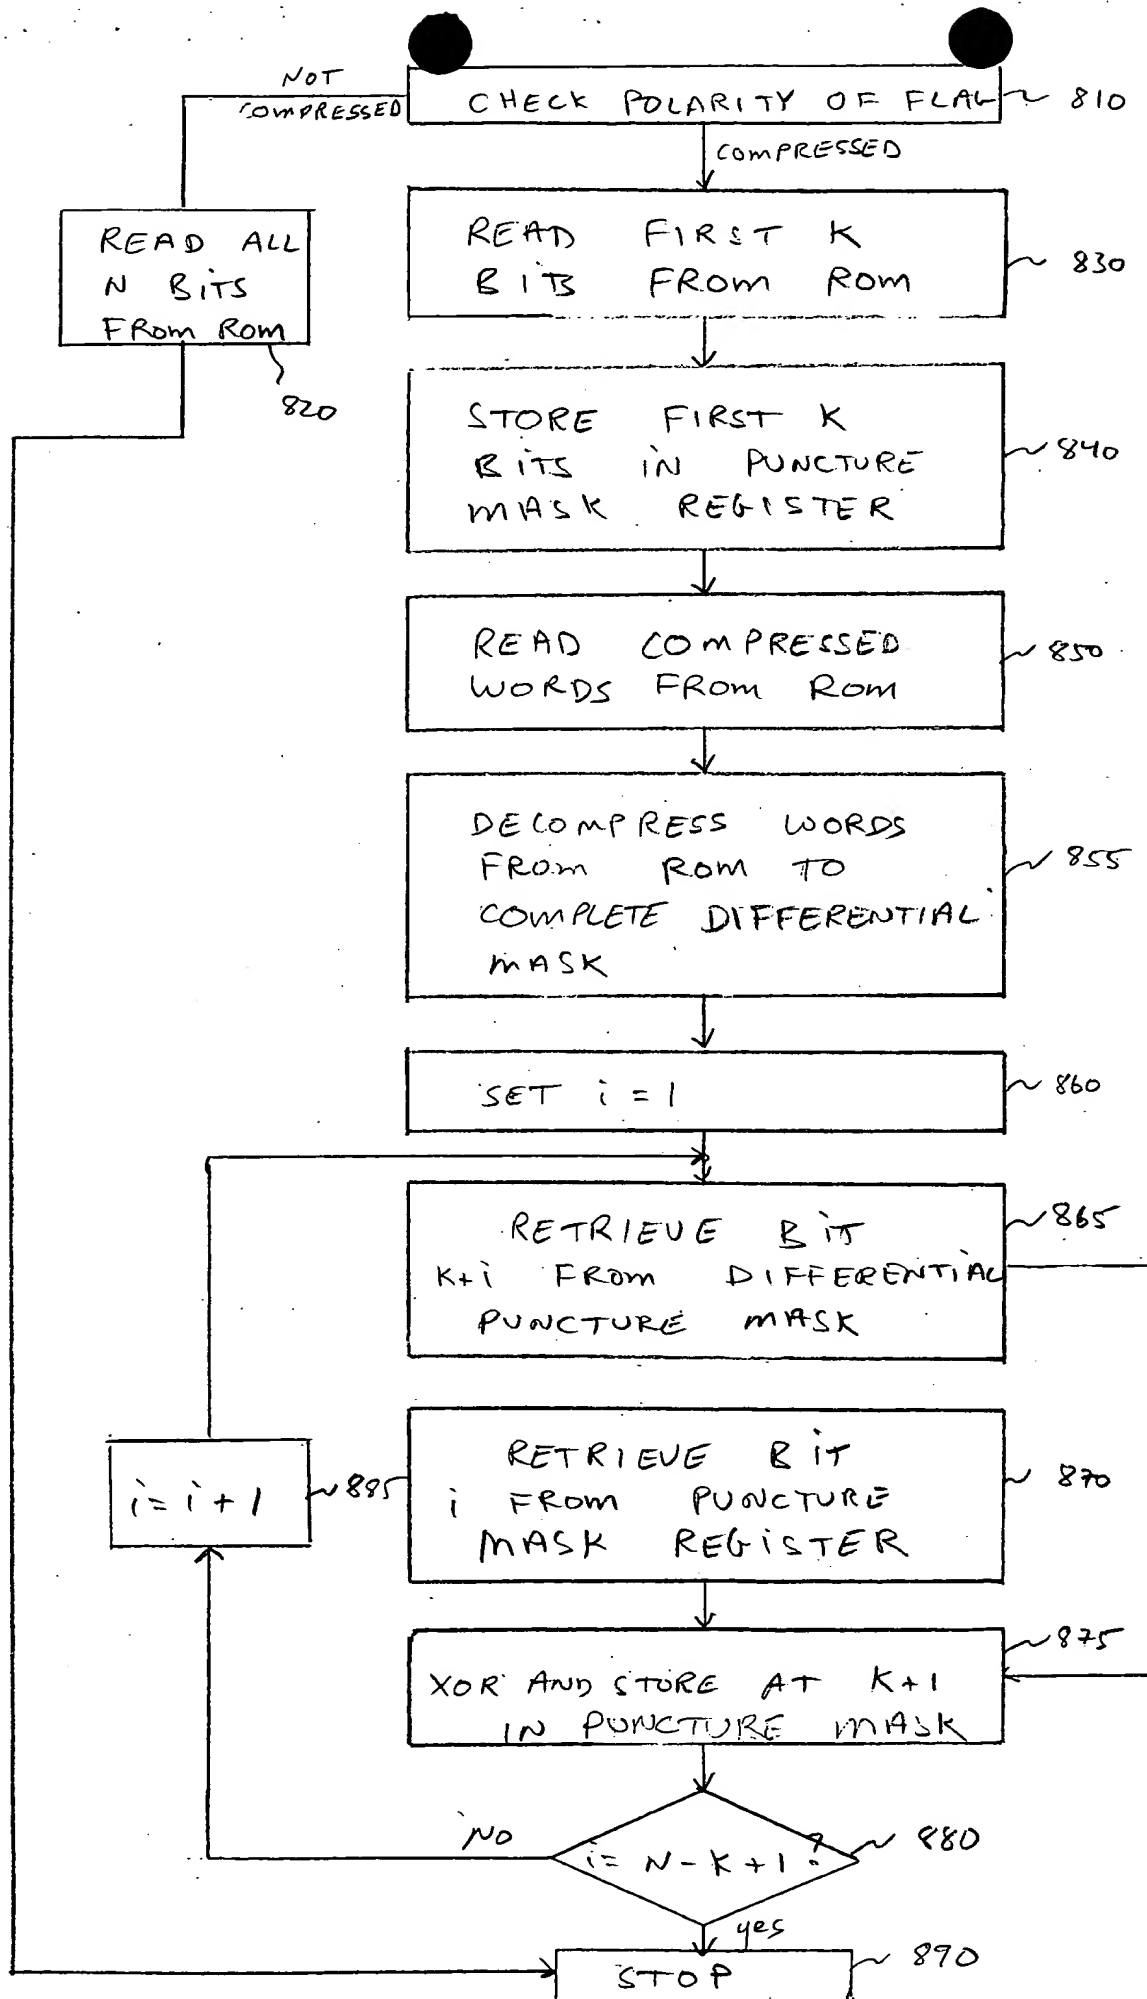 NOT
COMPRESSED
CHECK POLARITY OF FLAG
810
COMPRESSED
READ ALL
N BITS
FROM ROM
820
READ FIRST K
BITS FROM ROM
830
STORE FIRST K
BITS IN PUNCTURE
MASK REGISTER
840
READ COMPRESSED
WORDS FROM ROM
850
DECOMPRESS WORDS
FROM ROM TO
COMPLETE DIFFERENTIAL
MASK
855
SET i = 1
860
RETRIEVE BIT
K+i FROM DIFFERENTIAL
PUNCTURE MASK
865
i = i + 1
885
RETRIEVE BIT
i FROM PUNCTURE
MASK REGISTER
870
XOR AND STORE AT K+1
IN PUNCTURE MASK
875
NO
i = N - K + 1 ?
880
yes
STOP
890